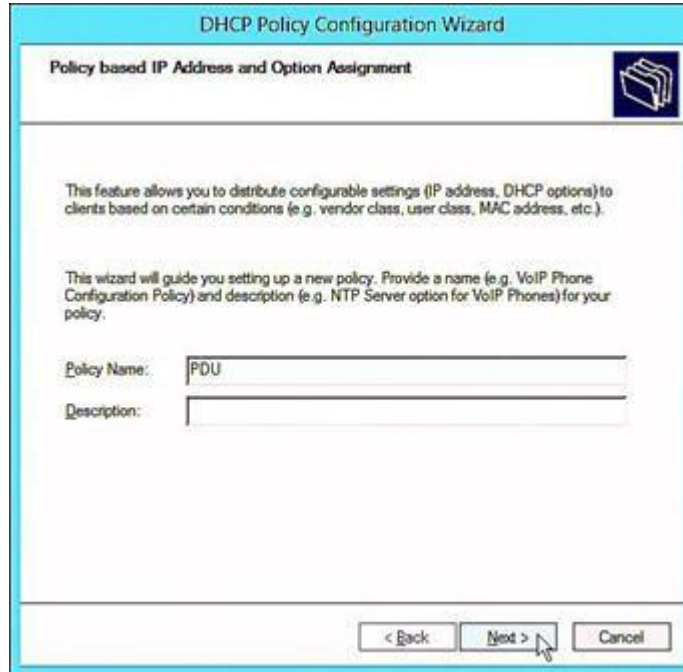 DHCP Policy Configuration Wizard
Policy based IP Address and Option Assignment
This feature allows you to distribute configurable settings (IP address, DHCP options) to
clients based on certain conditions (e.g. vendor class, user class, MAC address, etc.).
This wizard will guide you setting up a new policy. Provide a name (e.g. VoIP Phone
Configuration Policy) and description (e.g. NTP Server option for VoIP Phones) for your
policy.
Policy Name: PDU
Description:
< Back Next > Cancel